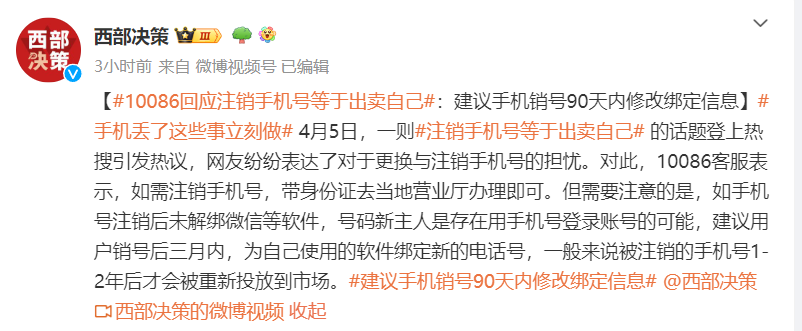 西部决策
西部决策 III
3小时前 来自 微博视频号 已编辑
【#10086回应注销手机号等于出卖自己#：建议手机销号90天内修改绑定信息】#
手机丢了这些事立刻做# 4月5日，一则#注销手机号等于出卖自己# 的话题登上热
搜引发热议，网友纷纷表达了对于更换与注销手机号的担忧。对此，10086客服表
示，如需注销手机号，带身份证去当地营业厅办理即可。但需要注意的是，如手机
号注销后未解绑微信等软件，号码新主人是存在用手机号登录账号的可能，建议用
户销号后三月内，为自己使用的软件绑定新的电话号，一般来说被注销的手机号1-
2年后才会被重新投放到市场。#建议手机销号90天内修改绑定信息# @西部决策
西部决策的微博视频 收起